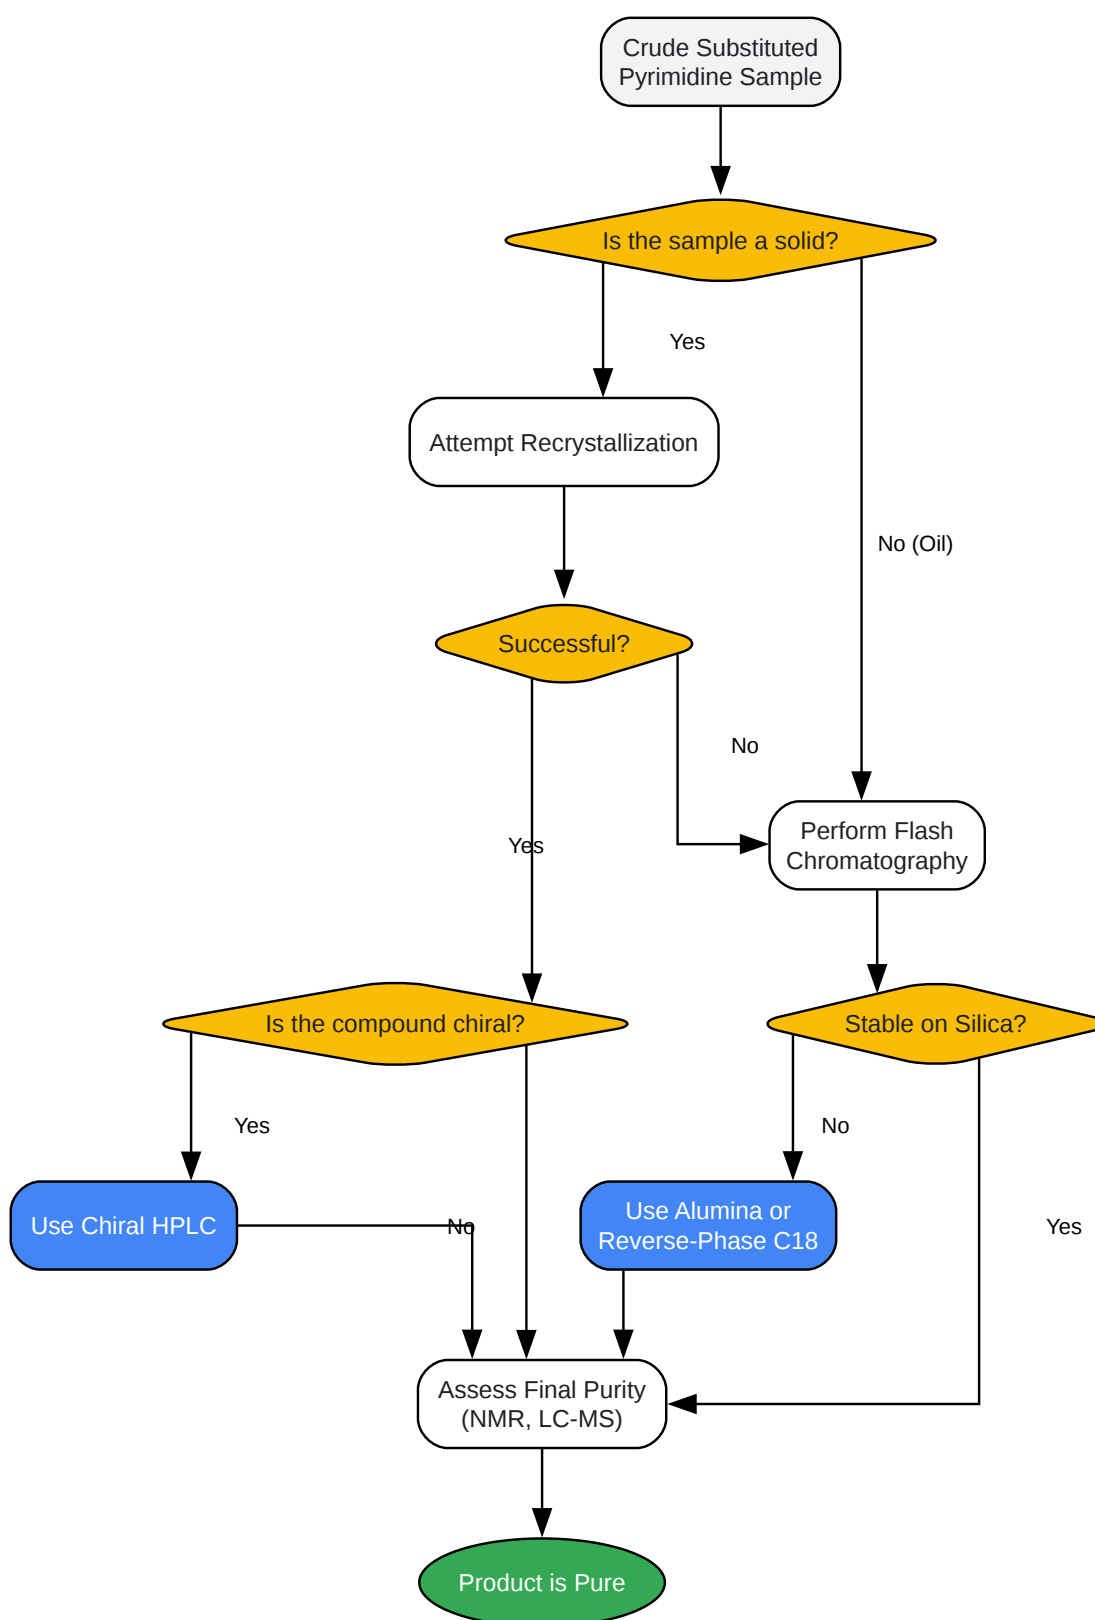 Crude Substituted
Pyrimidine Sample
Is the sample a solid?
Yes
Attempt Recrystallization
No (Oil)
Successful?
No
Perform Flash
Chromatography
Yes
Is the compound chiral?
Stable on Silica?
Yes
No
Use Chiral HPLC
No
Use Alumina or
Reverse-Phase C18
Yes
Assess Final Purity
(NMR, LC-MS)
Product is Pure